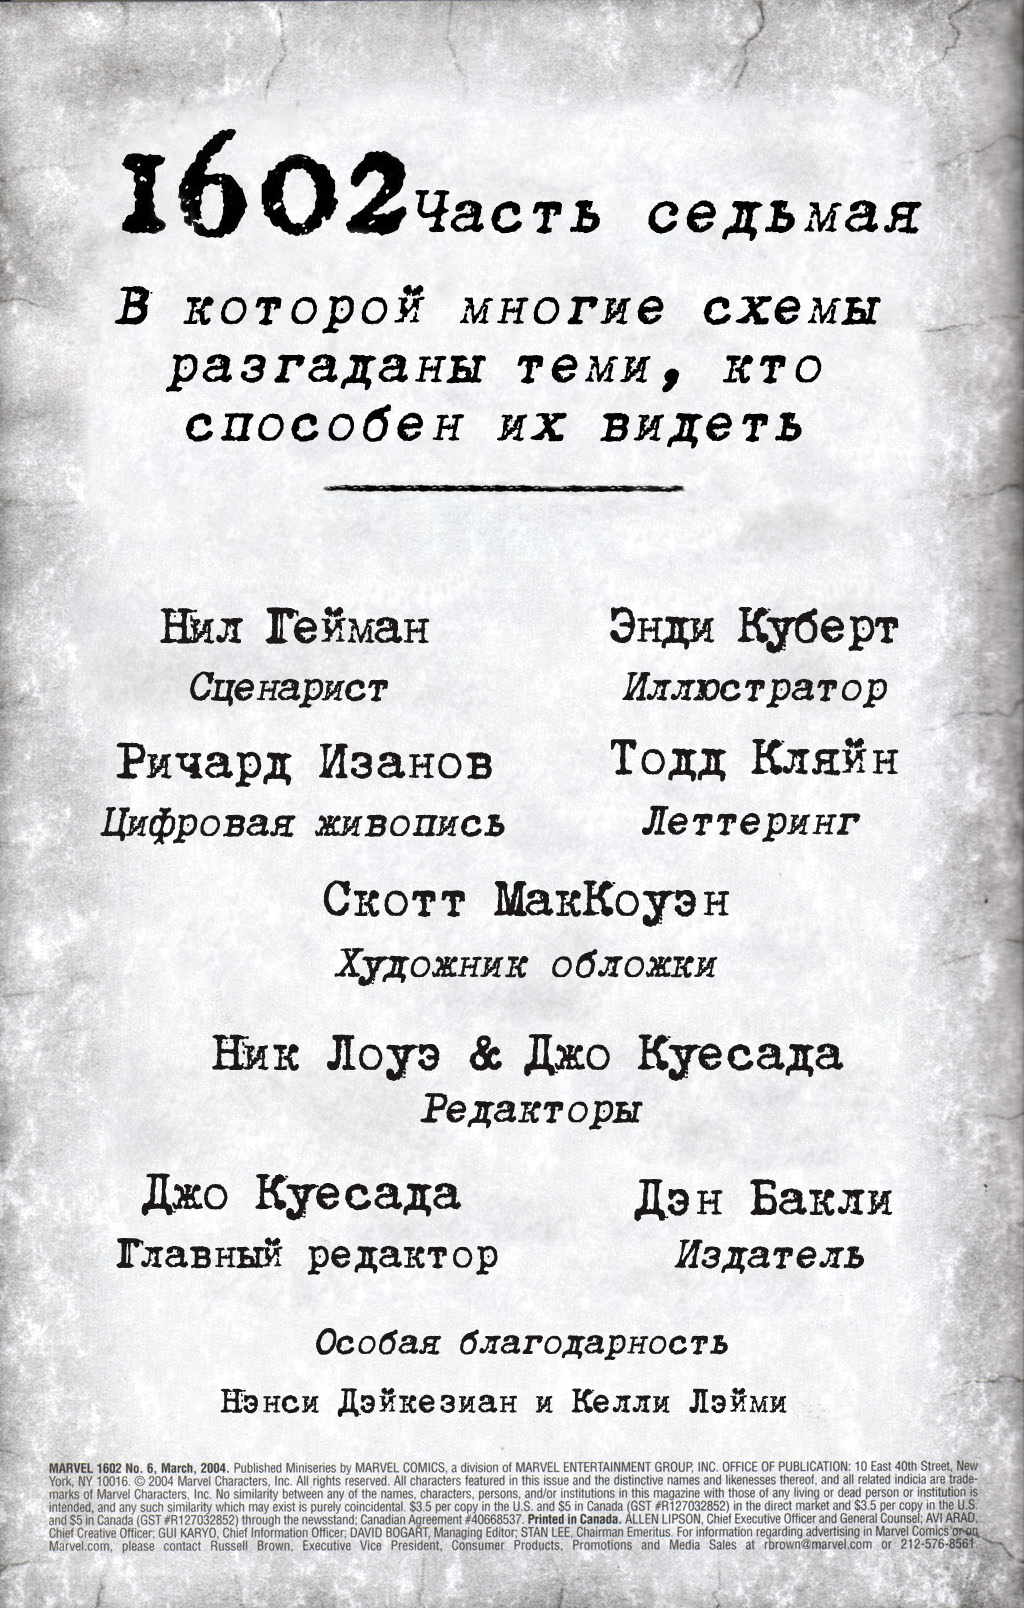 1602 Часть седьмая
В которой многие схемы
разгаданы теми, кто
способен их видеть
Нил Гейман Энди Куберт
Сценарист Иллюстратор
Ричард Изанов Тодд Кляйн
Цифровая живопись Леттеринг
Скотт МакКоуэн
Художник обложки
Ник Лоуэ & Джо Куесада
Редакторы
Джо Куесада Дэн Бакли
Главный редактор Издатель
Особая благодарность
Нэнси Дэйкезиан и Келли Лэйми
MARVEL 1602 No. 6, March, 2004. Published Miniseries by MARVEL COMICS, a division of MARVEL ENTERTAINMENT GROUP, INC. OFFICE OF PUBLICATION: 10 East 40th Street, New
York, NY 10016. © 2004 Marvel Characters, Inc. All rights reserved. All characters featured in this issue and the distinctive names and likenesses thereof, and all related indicia are trade-
marks of Marvel Characters, Inc. No similarity between any of the names, characters, persons, and/or institutions in this magazine with those of any living or dead person or institution is
intended, and any such similarity which may exist is purely coincidental. $3.5 per copy in the U.S. and $5 in Canada (GST #R127032852) in the direct market and $3.5 per copy in the U.S.
and $5 in Canada (GST #R127032852) through the newsstand; Canadian Agreement #40668537. Printed in Canada. ALLEN LIPSON, Chief Executive Officer and General Counsel; AVI ARAD,
Chief Creative Officer; GUI KARYO, Chief Information Officer; DAVID BOGART, Managing Editor; STAN LEE, Chairman Emeritus. For information regarding advertising in Marvel Comics or on
Marvel.com, please contact Russell Brown, Executive Vice President, Consumer Products, Promotions and Media Sales at rbrown@marvel.com or 212-576-8561.